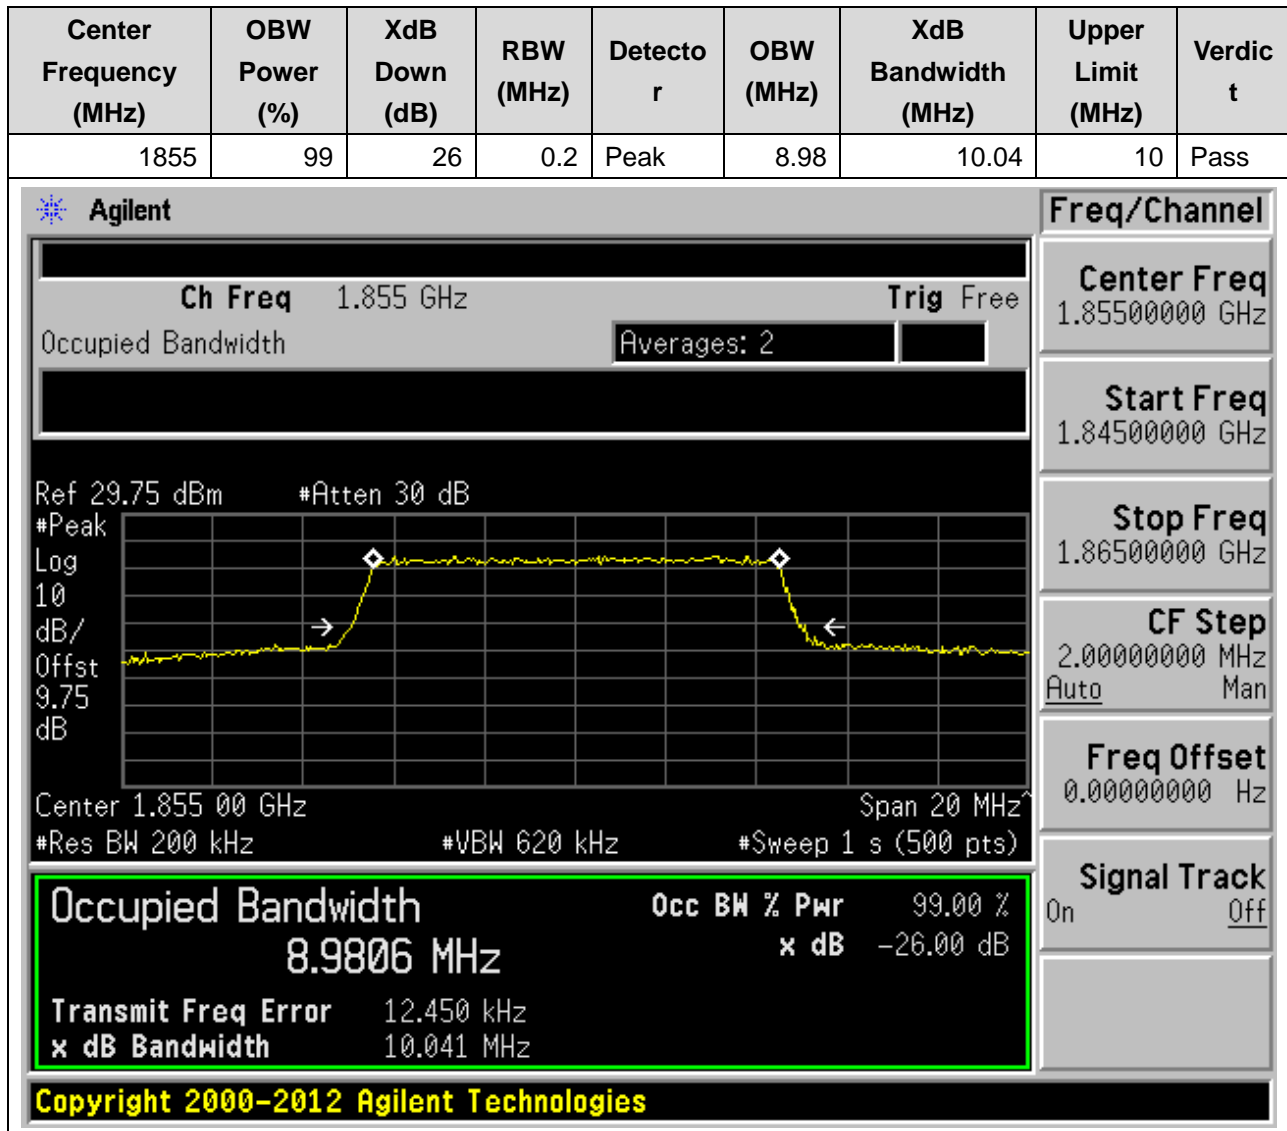 Center Frequency (MHz) OBW Power (%) XdB Down (dB) RBW (MHz) Detecto r OBW (MHz) XdB Bandwidth (MHz) Upper Limit (MHz) Verdic t
1855 99 26 0.2 Peak 8.98 10.04 10 Pass
Agilent
Freq/Channel
Ch Freq 1.855 GHz Trig Free
Occupied Bandwidth Averages: 2
Center Freq
1.85500000 GHz
Start Freq
1.84500000 GHz
Stop Freq
1.86500000 GHz
CF Step
2.00000000 MHz
Auto Man
Freq Offset
0.00000000 Hz
Signal Track
On Off
Ref 29.75 dBm #Atten 30 dB
#Peak
Log
10
dB/
Offst
9.75
dB
Center 1.855 00 GHz Span 20 MHz^
#Res BW 200 kHz #VBW 620 kHz #Sweep 1 s (500 pts)
Occupied Bandwidth Occ BW % Pwr 99.00 %
8.9806 MHz x dB -26.00 dB
Transmit Freq Error 12.450 kHz
x dB Bandwidth 10.041 MHz
Copyright 2000-2012 Agilent Technologies